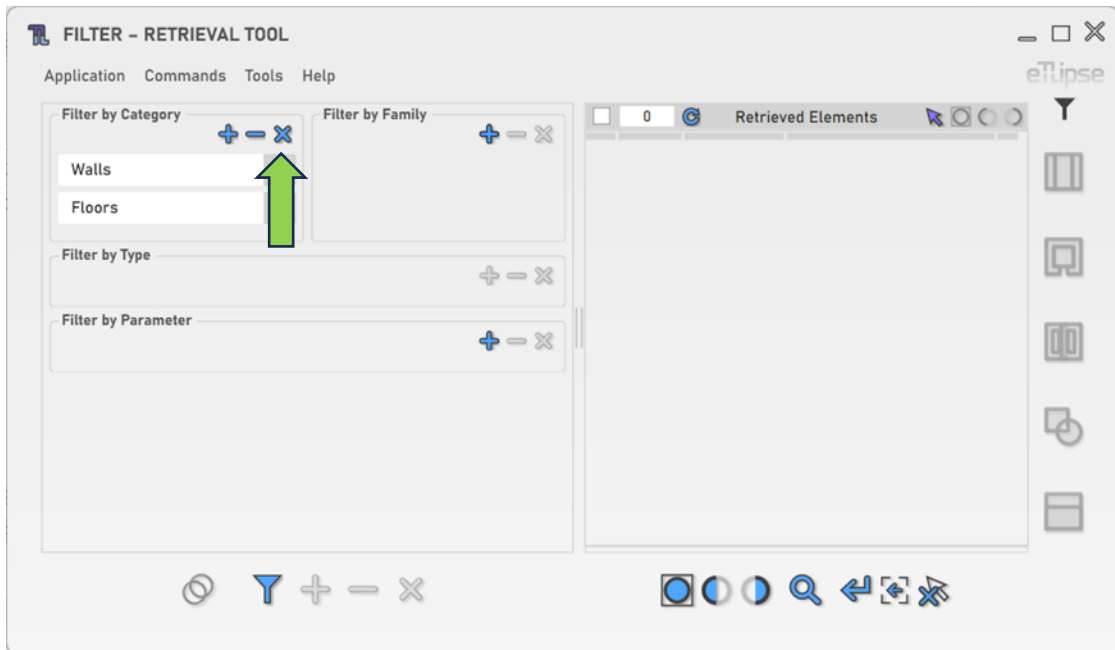 FILTER – RETRIEVAL TOOL
Application Commands Tools Help
eTLipse
Filter by Category
Walls
Floors
Filter by Family
Filter by Type
Filter by Parameter
0 Retrieved Elements